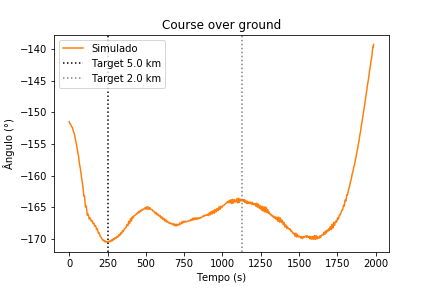 Course over ground
Simulado
Target 5.0 km
Target 2.0 km
Ângulo (°)
−140
−145
−150
−155
−160
−165
−170
0 250 500 750 1000 1250 1500 1750 2000
Tempo (s)